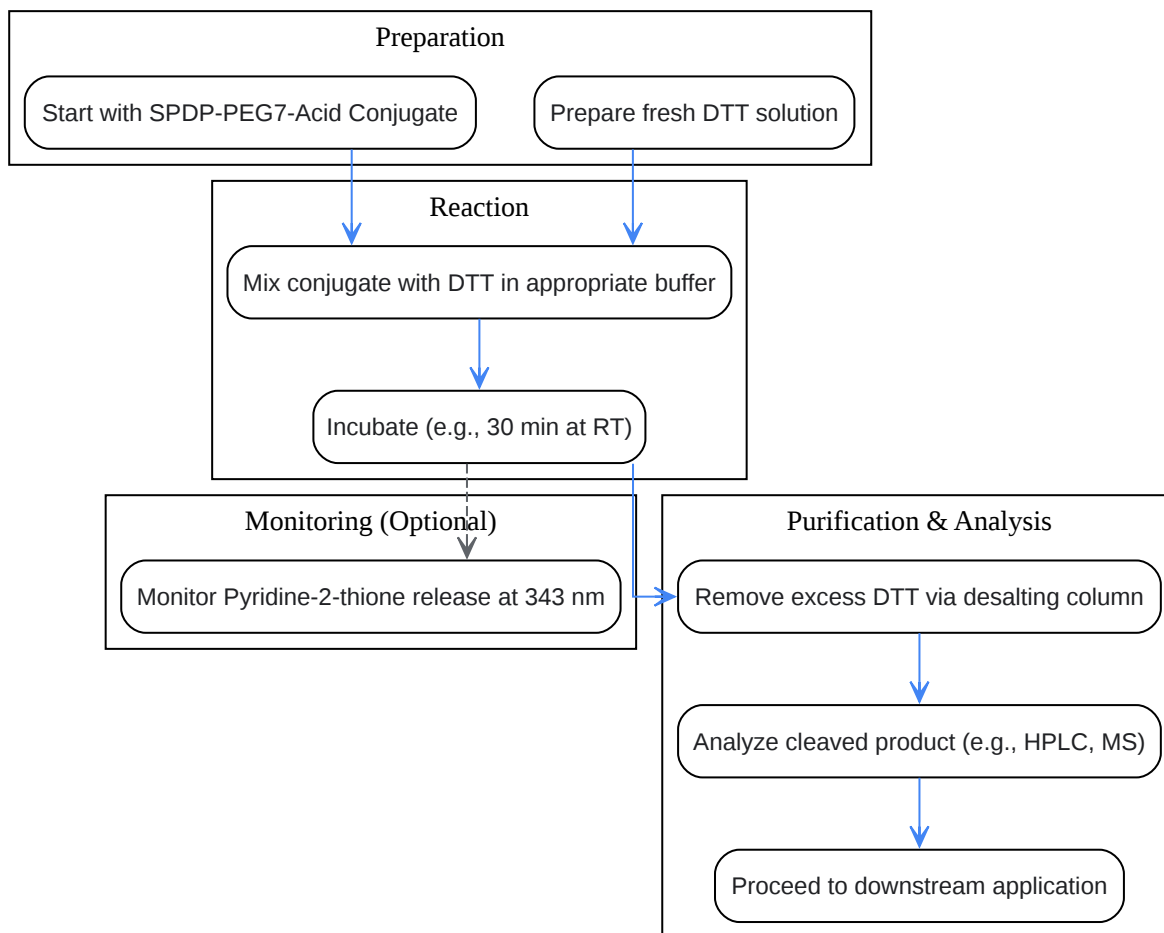 Preparation
Start with SPDP-PEG7-Acid Conjugate
Prepare fresh DTT solution
Reaction
Mix conjugate with DTT in appropriate buffer
Incubate (e.g., 30 min at RT)
Monitoring (Optional)
Monitor Pyridine-2-thione release at 343 nm
Purification & Analysis
Remove excess DTT via desalting column
Analyze cleaved product (e.g., HPLC, MS)
Proceed to downstream application